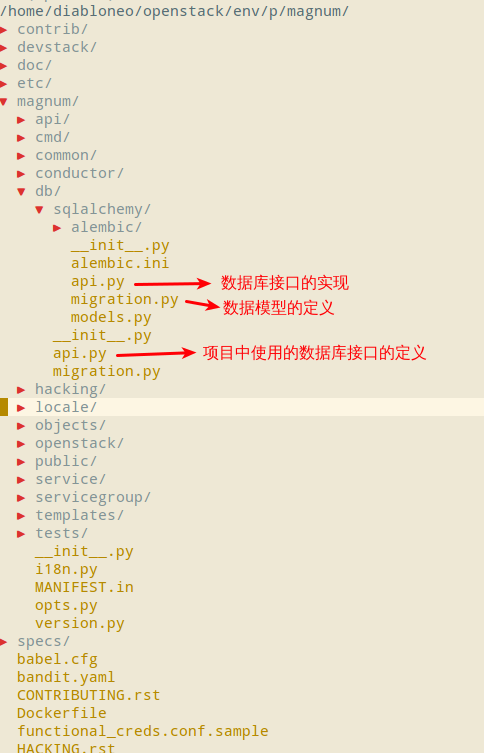 /home/diabloneo/openstack/env/p/magnum/
contrib/
devstack/
doc/
etc/
magnum/
api/
cmd/
common/
conductor/
db/
sqlalchemy/
alembic/
__init__.py
alembic.ini
api.py 数据库接口的实现
migration.py 数据模型的定义
models.py
__init__.py
api.py 项目中使用的数据库接口的定义
migration.py
hacking/
locale/
objects/
openstack/
public/
service/
servicegroup/
templates/
tests/
__init__.py
i18n.py
MANIFEST.in
opts.py
version.py
specs/
babel.cfg
bandit.yaml
CONTRIBUTING.rst
Dockerfile
functional_creds.conf.sample
HACKING.rst